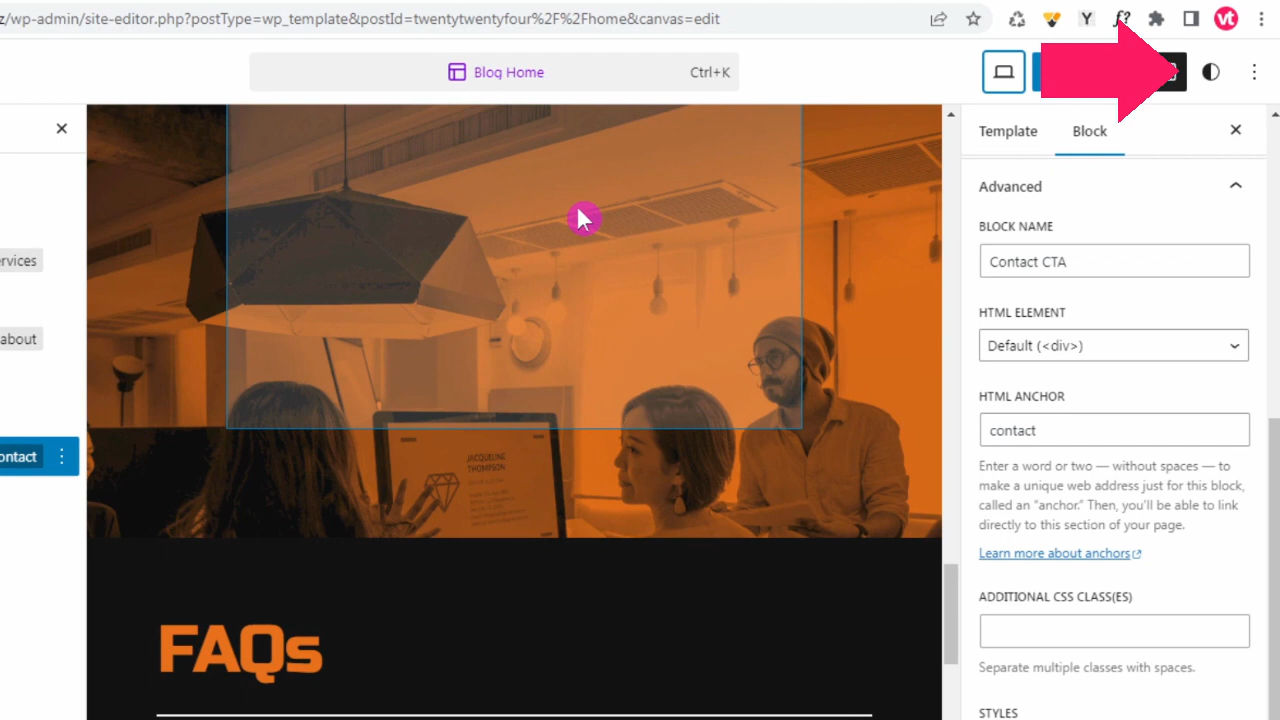 z/wp-admin/site-editor.php?postType=wp_template&postId=twentytwentyfour%2F%2Fhome&canvas=edit
Y
f?
vt
Blog Home
Ctrl+K
Template
Block
Advanced
BLOCK NAME
Contact CTA
HTML ELEMENT
Default (<div>)
HTML ANCHOR
contact
Enter a word or two — without spaces — to
make a unique web address just for this block,
called an “anchor.” Then, you’ll be able to link
directly to this section of your page.
Learn more about anchors
ADDITIONAL CSS CLASS(ES)
Separate multiple classes with spaces.
STYLES
ervices
about
ontact
JACQUELINE
THOMPSON
FAQs